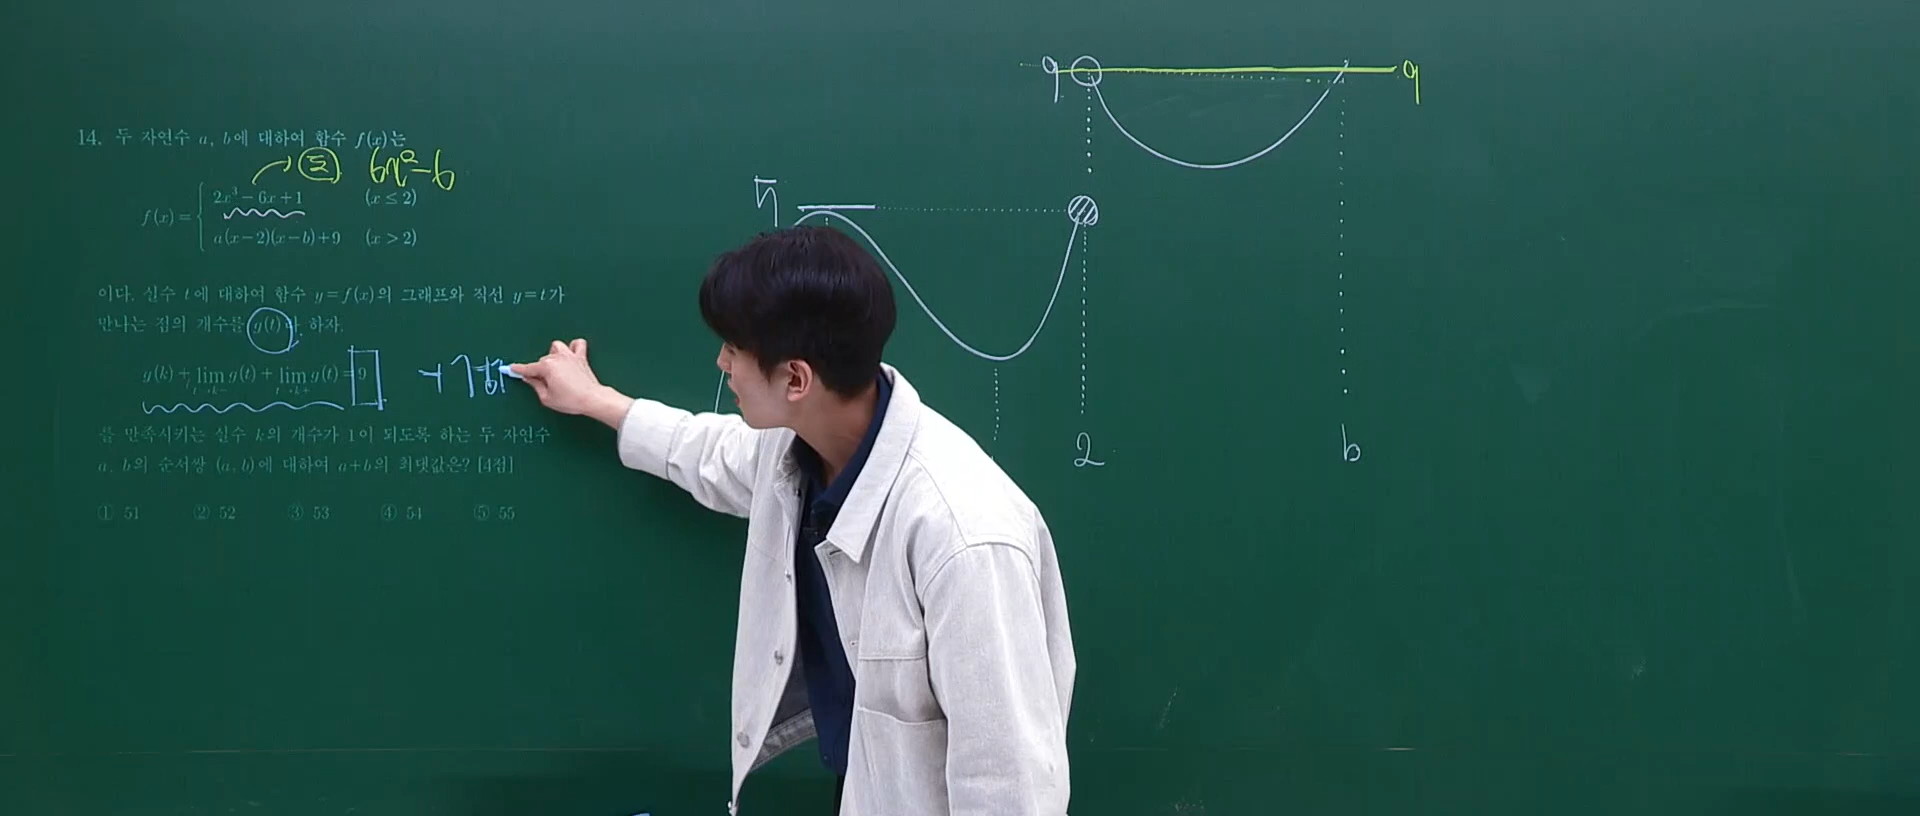 14. 두 자연수 a, b에 대하여 함수 f(x)는
도 6x²-6
f(x) = { 2x³ - 6x + 1 (x ≤ 2)
a(x-2)(x-b)+9 (x > 2)
이다. 실수 t에 대하여 함수 y=f(x)의 그래프와 직선 y=t가
만나는 점의 개수를 g(t)라 하자.
g(k) + lim g(t) + lim g(t) = 9
t→k- t→k+
를 만족시키는 실수 k의 개수가 1이 되도록 하는 두 자연수
a, b의 순서쌍 (a, b)에 대하여 a+b의 최댓값은? [4점]
① 51 ② 52 ③ 53 ④ 54 ⑤ 55
9 9
5
2 b